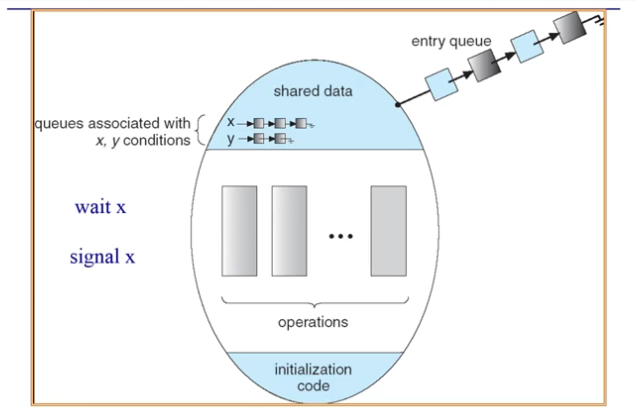 entry queue
shared data
queues associated with
x, y conditions
x
y
wait x
signal x
...
operations
initialization
code